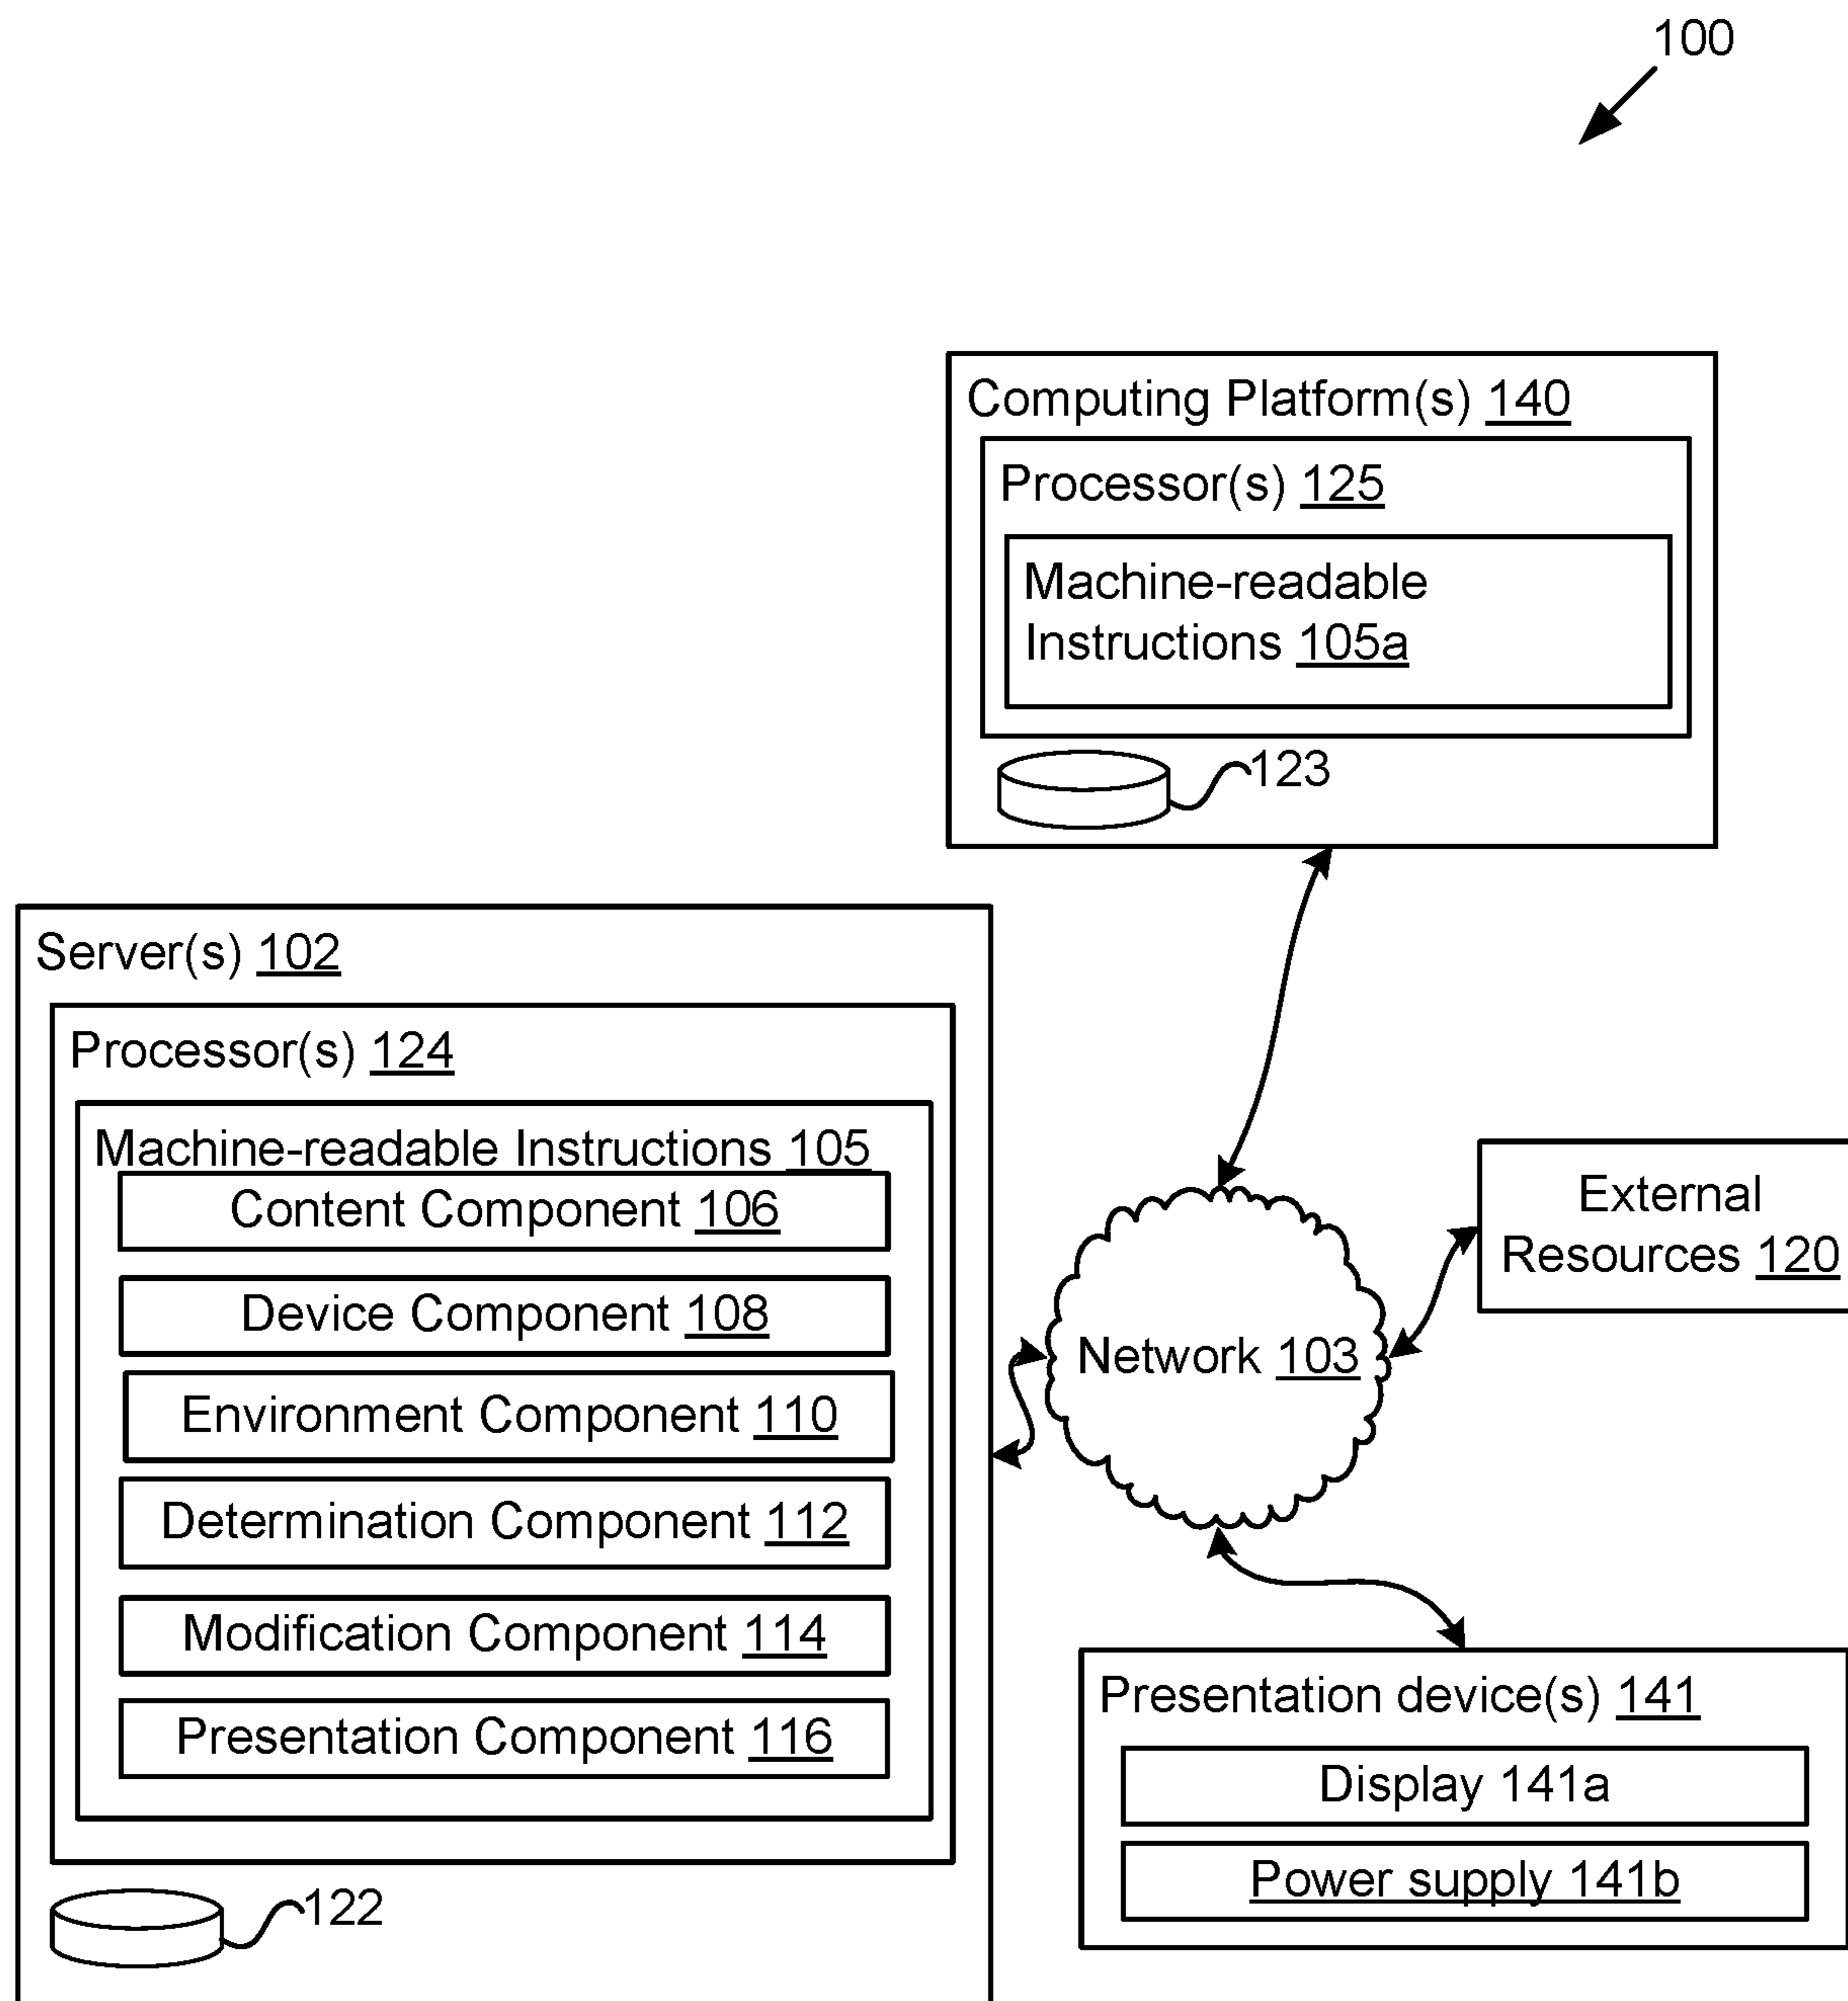 100
Computing Platform(s) 140
Processor(s) 125
Machine-readable
Instructions 105a
123
Server(s) 102
Processor(s) 124
Machine-readable Instructions 105
Content Component 106
Device Component 108
Environment Component 110
Determination Component 112
Modification Component 114
Presentation Component 116
122
Network 103
External
Resources 120
Presentation device(s) 141
Display 141a
Power supply 141b